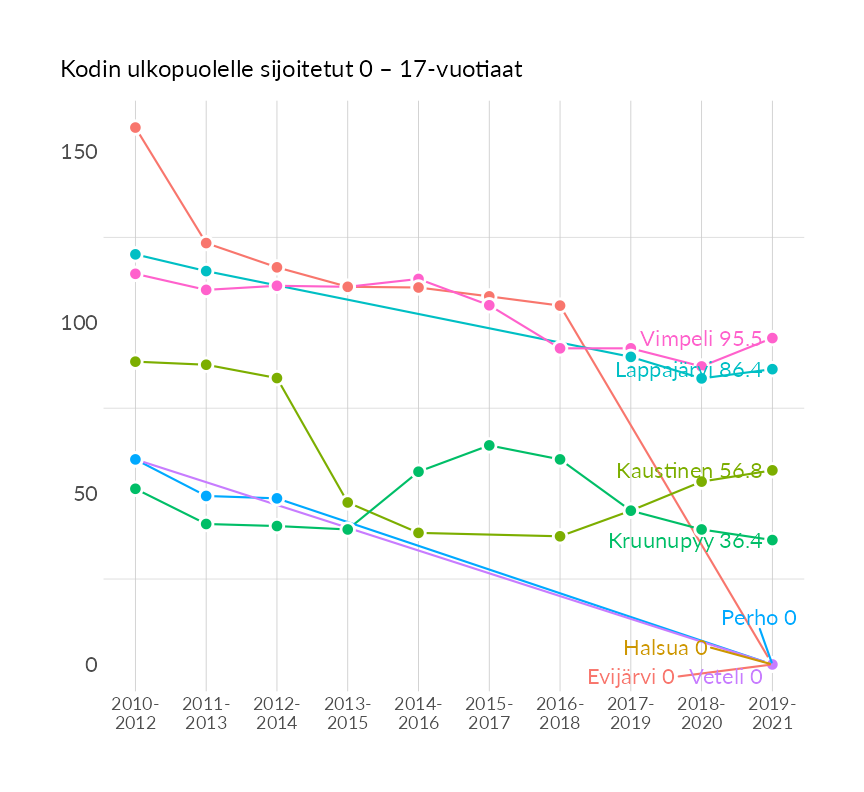 Kodin ulkopuolelle sijoitetut 0 – 17-vuotiaat
150
100
Vimpeli 95.5
Lappajärvi 86.4
50
Kaustinen 56.8
Kruunupyy 36.4
Perho 0
Halsua 0
0
Evijärvi 0
Veteli 0
2010-
2012
2011-
2013
2012-
2014
2013-
2015
2014-
2016
2015-
2017
2016-
2018
2017-
2019
2018-
2020
2019-
2021